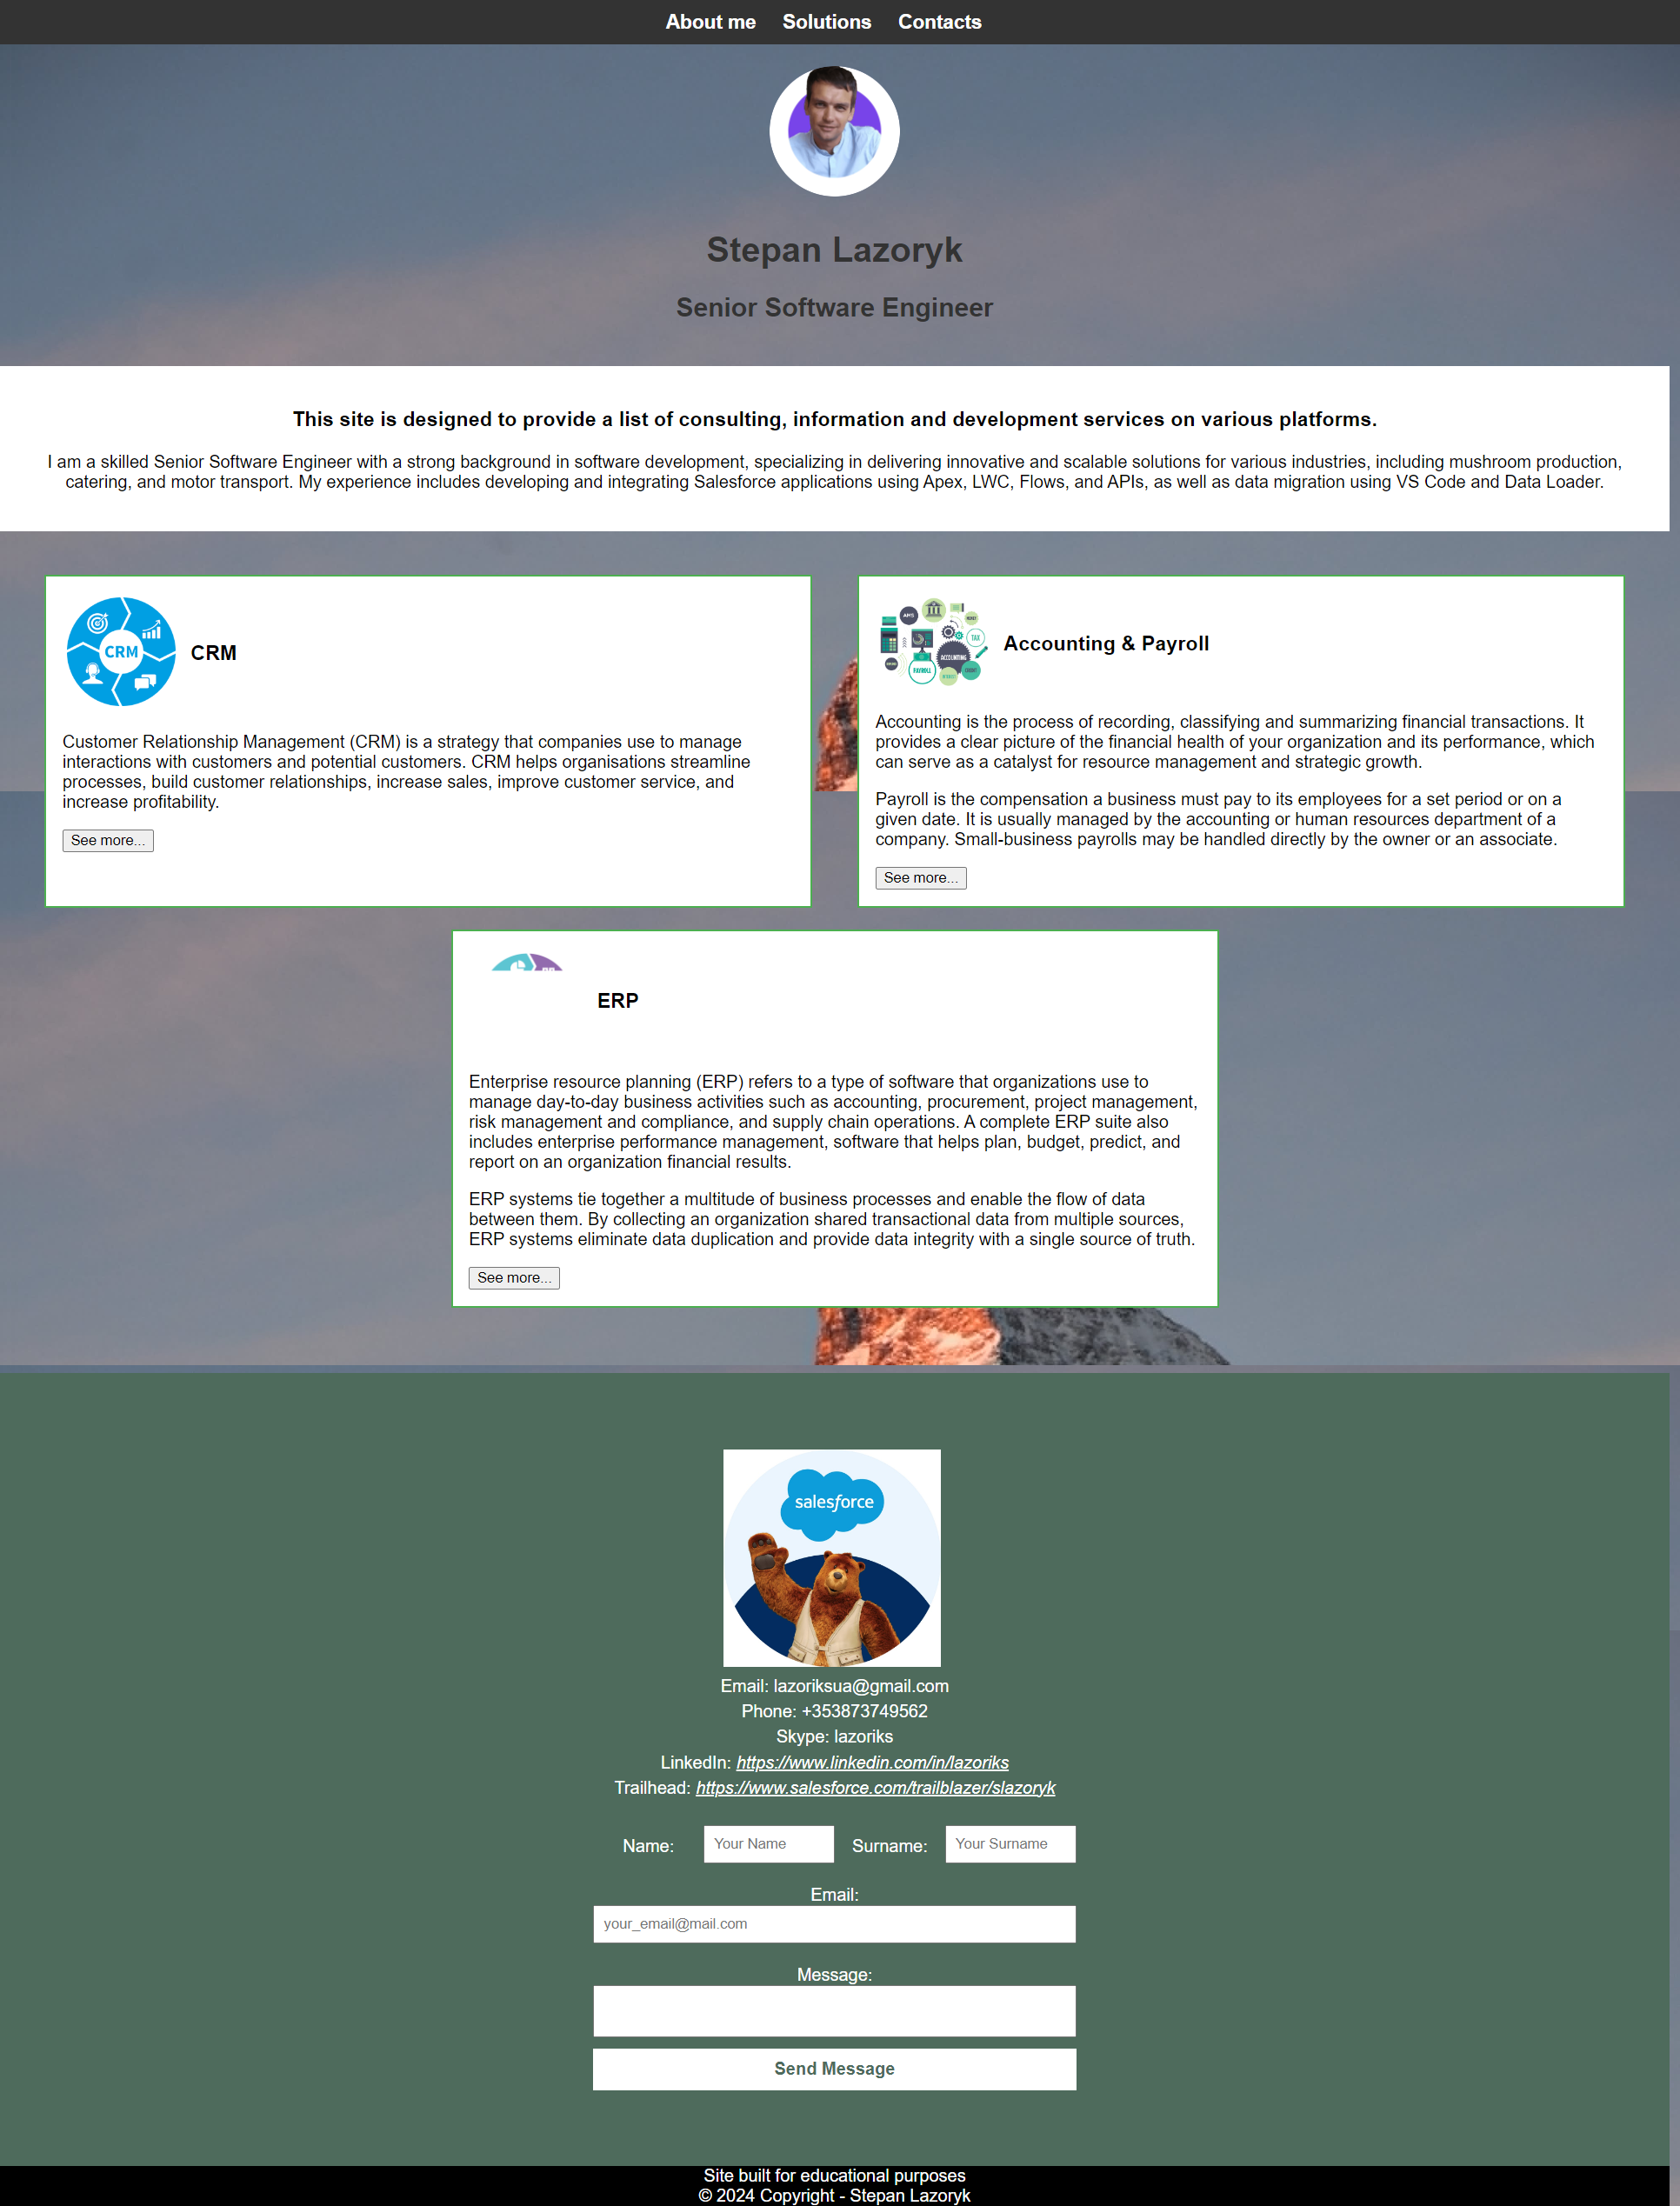 About me Solutions Contacts
Stepan Lazoryk
Senior Software Engineer
This site is designed to provide a list of consulting, information and development services on various platforms.
I am a skilled Senior Software Engineer with a strong background in software development, specializing in delivering innovative and scalable solutions for various industries, including mushroom production,
catering, and motor transport. My experience includes developing and integrating Salesforce applications using Apex, LWC, Flows, and APIs, as well as data migration using VS Code and Data Loader.
CRM
CRM
Customer Relationship Management (CRM) is a strategy that companies use to manage
interactions with customers and potential customers. CRM helps organisations streamline
processes, build customer relationships, increase sales, improve customer service, and
increase profitability.
See more...
TAX
ACCOUNTING
PAYROLL
Accounting & Payroll
Accounting is the process of recording, classifying and summarizing financial transactions. It
provides a clear picture of the financial health of your organization and its performance, which
can serve as a catalyst for resource management and strategic growth.
Payroll is the compensation a business must pay to its employees for a set period or on a
given date. It is usually managed by the accounting or human resources department of a
company. Small-business payrolls may be handled directly by the owner or an associate.
See more...
ERP
Enterprise resource planning (ERP) refers to a type of software that organizations use to
manage day-to-day business activities such as accounting, procurement, project management,
risk management and compliance, and supply chain operations. A complete ERP suite also
includes enterprise performance management, software that helps plan, budget, predict, and
report on an organization financial results.
ERP systems tie together a multitude of business processes and enable the flow of data
between them. By collecting an organization shared transactional data from multiple sources,
ERP systems eliminate data duplication and provide data integrity with a single source of truth.
See more...
salesforce
Email: lazoriksua@gmail.com
Phone: +353873749562
Skype: lazoriks
LinkedIn: https://www.linkedin.com/in/lazoriks
Trailhead: https://www.salesforce.com/trailblazer/slazoryk
Name: Your Name Surname: Your Surname
Email:
your_email@mail.com
Message:
Send Message
Site built for educational purposes
© 2024 Copyright - Stepan Lazoryk